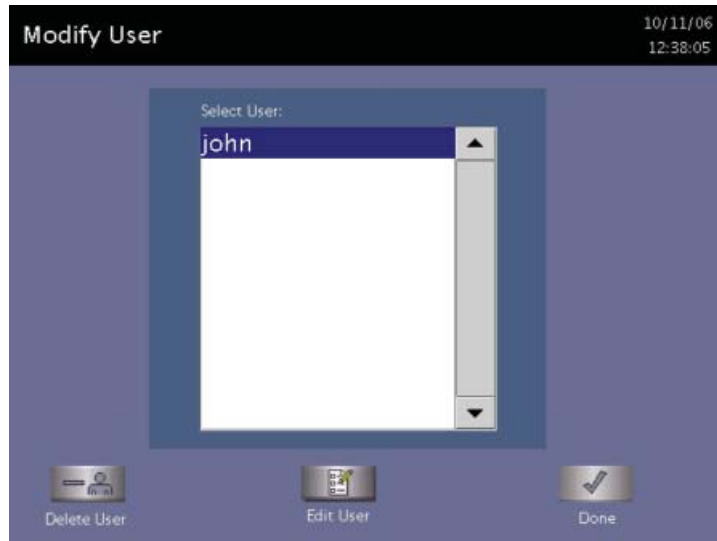 Modify User
10/11/06
12:38:05
Select User:
john
Delete User
Edit User
Done